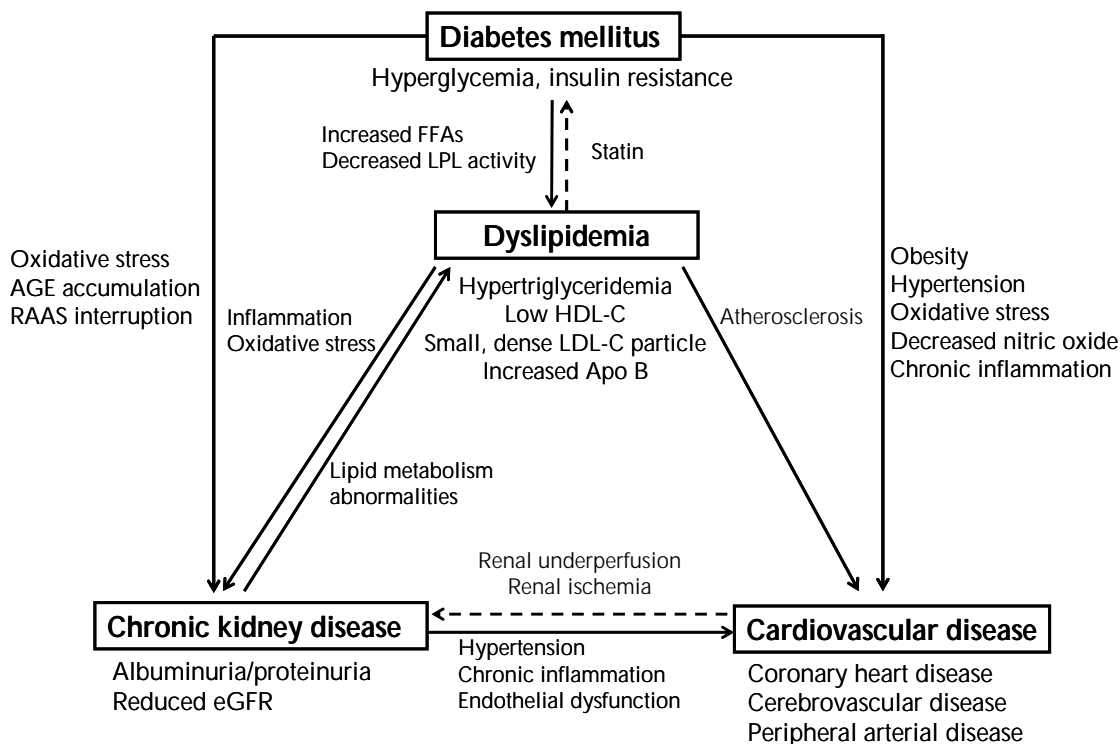 Diabetes mellitus
Hyperglycemia, insulin resistance
Increased FFAs
Decreased LPL activity
Statin
Dyslipidemia
Hypertriglyceridemia
Low HDL-C
Small, dense LDL-C particle
Increased Apo B
Oxidative stress
AGE accumulation
RAAS interruption
Inflammation
Oxidative stress
Atherosclerosis
Obesity
Hypertension
Oxidative stress
Decreased nitric oxide
Chronic inflammation
Lipid metabolism
abnormalities
Renal underperfusion
Renal ischemia
Chronic kidney disease
Albuminuria/proteinuria
Reduced eGFR
Hypertension
Chronic inflammation
Endothelial dysfunction
Cardiovascular disease
Coronary heart disease
Cerebrovascular disease
Peripheral arterial disease